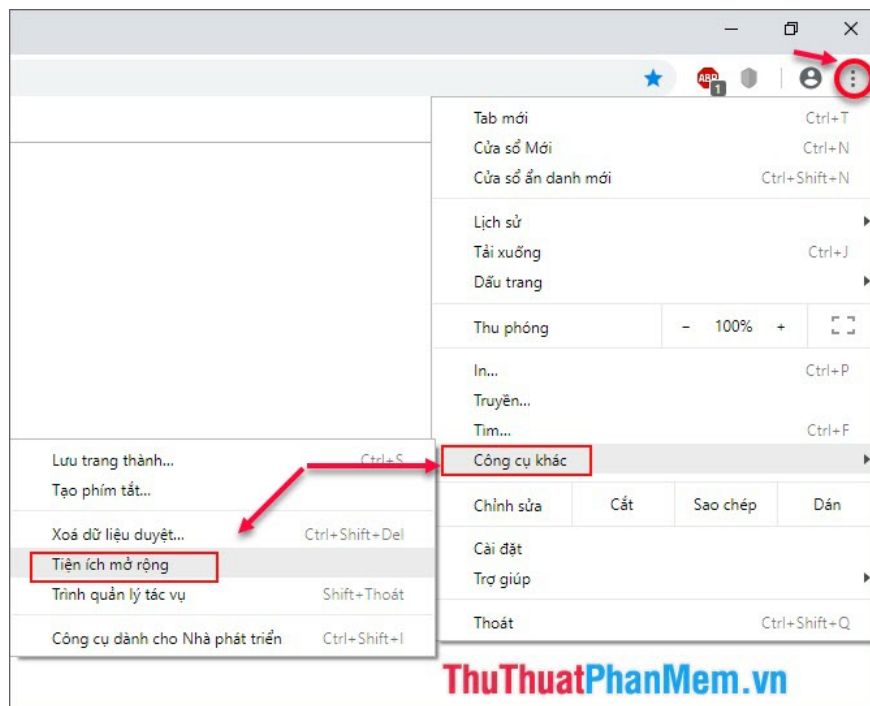 ABP
1
Tab mới Ctrl+T
Cửa sổ Mới Ctrl+N
Cửa sổ ẩn danh mới Ctrl+Shift+N
Lịch sử
Tải xuống Ctrl+J
Dấu trang
Thu phóng - 100% +
In... Ctrl+P
Truyền...
Tìm... Ctrl+F
Công cụ khác
Chỉnh sửa Cắt Sao chép Dán
Cài đặt
Trợ giúp
Thoát Ctrl+Shift+Q
Lưu trang thành... Ctrl+S
Tạo phím tắt...
Xoá dữ liệu duyệt... Ctrl+Shift+Del
Tiện ích mở rộng
Trình quản lý tác vụ Shift+Thoát
Công cụ dành cho Nhà phát triển Ctrl+Shift+I
ThuThuatPhanMem.vn